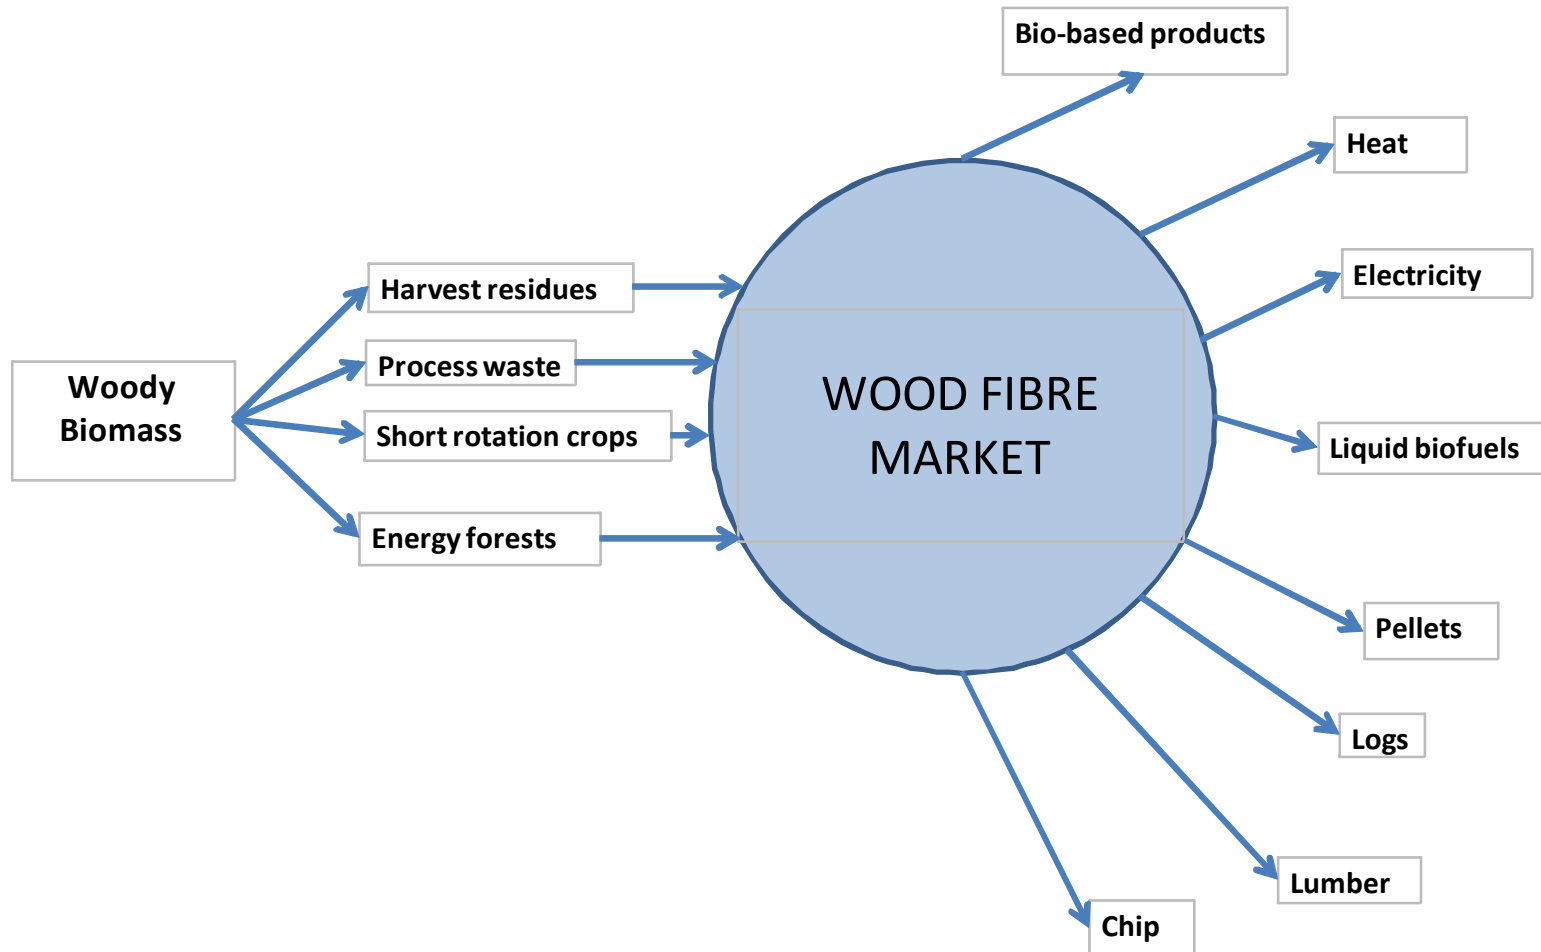 Bio-based products
Heat
Electricity
Harvest residues
Process waste
Woody
Biomass
Short rotation crops
Energy forests
WOOD FIBRE
MARKET
Liquid biofuels
Pellets
Logs
Lumber
Chip